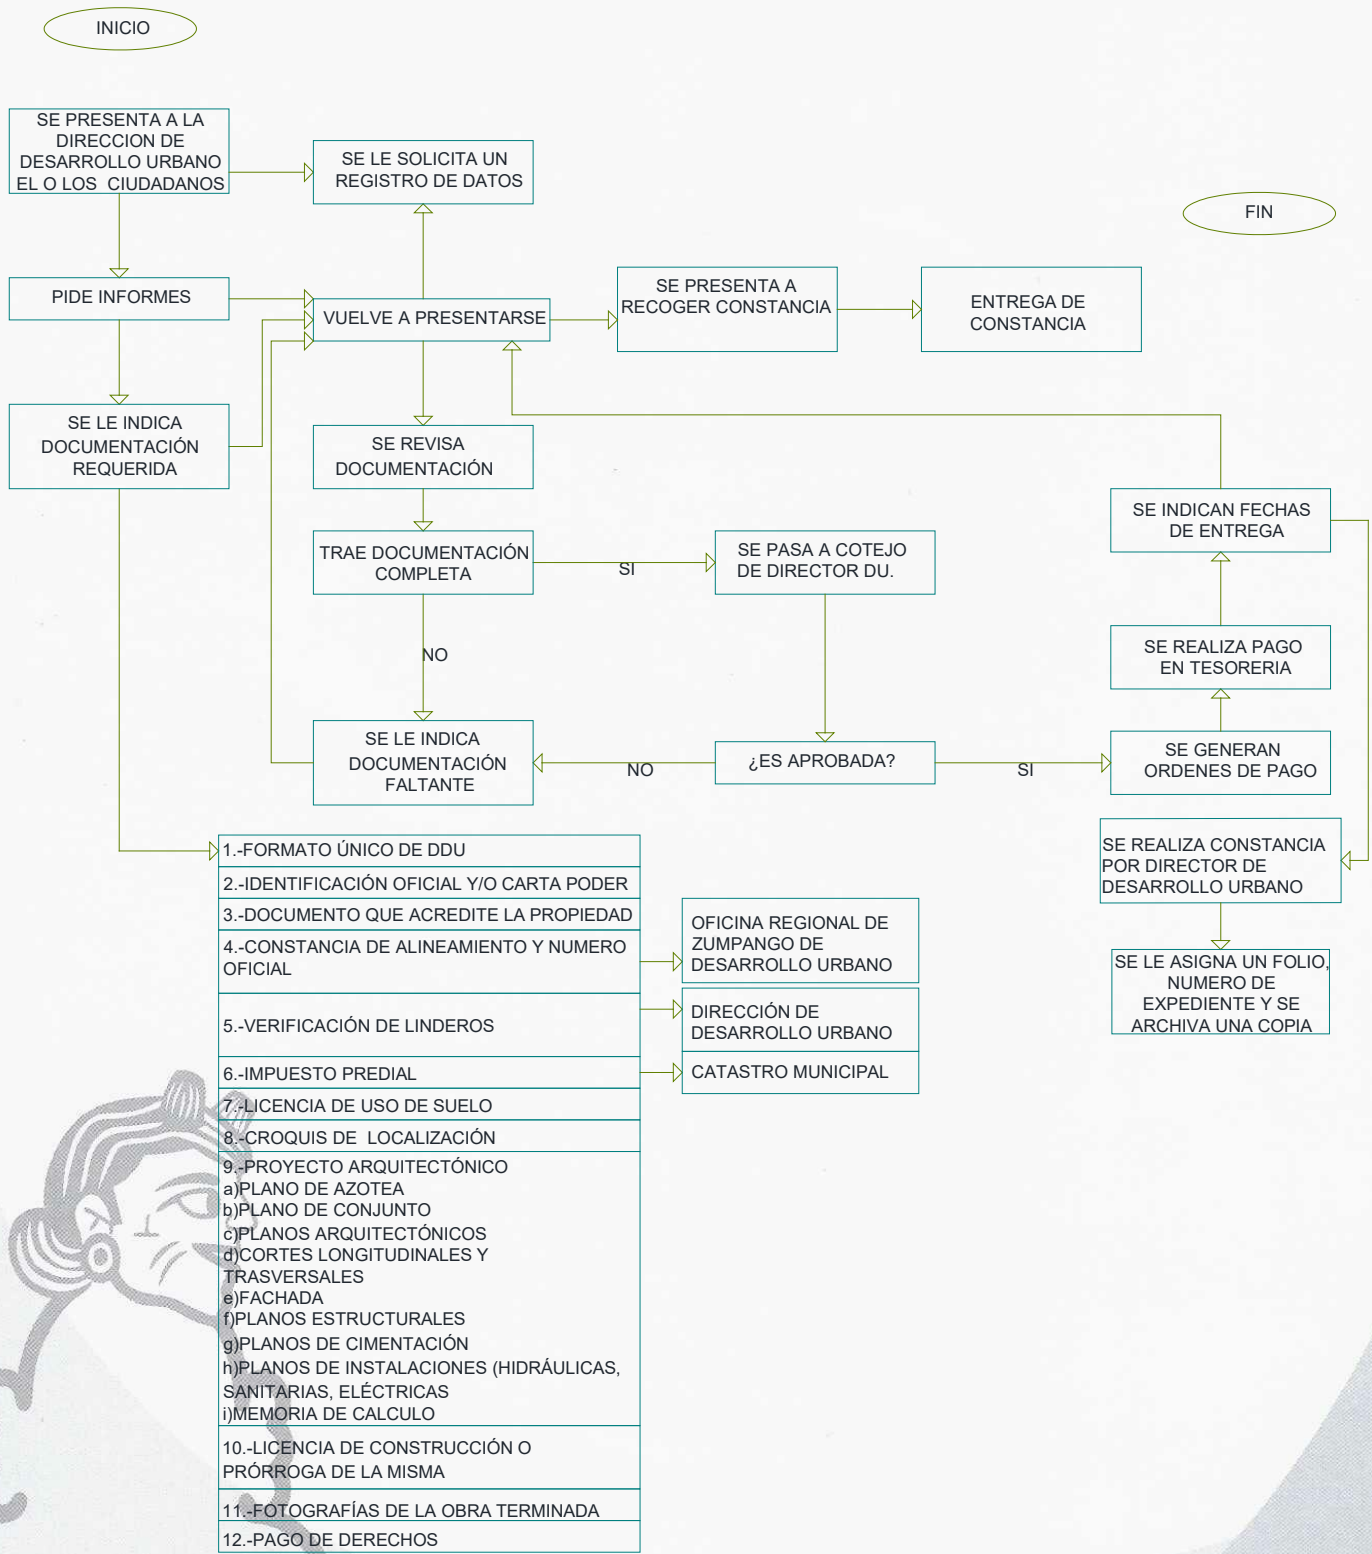 INICIO
SE PRESENTA A LA
DIRECCION DE
DESARROLLO URBANO
EL O LOS CIUDADANOS
SE LE SOLICITA UN
REGISTRO DE DATOS
FIN
PIDE INFORMES
VUELVE A PRESENTARSE
SE PRESENTA A
RECOGER CONSTANCIA
ENTREGA DE
CONSTANCIA
SE LE INDICA
DOCUMENTACIÓN
REQUERIDA
SE REVISA
DOCUMENTACIÓN
TRAE DOCUMENTACIÓN
COMPLETA
SI
SE PASA A COTEJO
DE DIRECTOR DU.
SE INDICAN FECHAS
DE ENTREGA
NO
SE REALIZA PAGO
EN TESORERIA
SE LE INDICA
DOCUMENTACIÓN
FALTANTE
NO
¿ES APROBADA?
SI
SE GENERAN
ORDENES DE PAGO
SE REALIZA CONSTANCIA
POR DIRECTOR DE
DESARROLLO URBANO
SE LE ASIGNA UN FOLIO,
NUMERO DE
EXPEDIENTE Y SE
ARCHIVA UNA COPIA
1.-FORMATO ÚNICO DE DDU
2.-IDENTIFICACIÓN OFICIAL Y/O CARTA PODER
3.-DOCUMENTO QUE ACREDITE LA PROPIEDAD
4.-CONSTANCIA DE ALINEAMIENTO Y NUMERO
OFICIAL
OFICINA REGIONAL DE
ZUMPANGO DE
DESARROLLO URBANO
5.-VERIFICACIÓN DE LINDEROS
DIRECCIÓN DE
DESARROLLO URBANO
6.-IMPUESTO PREDIAL
CATASTRO MUNICIPAL
7.-LICENCIA DE USO DE SUELO
8.-CROQUIS DE LOCALIZACIÓN
9.-PROYECTO ARQUITECTÓNICO
a)PLANO DE AZOTEA
b)PLANO DE CONJUNTO
c)PLANOS ARQUITECTÓNICOS
d)CORTES LONGITUDINALES Y
TRASVERSALES
e)FACHADA
f)PLANOS ESTRUCTURALES
g)PLANOS DE CIMENTACIÓN
h)PLANOS DE INSTALACIONES (HIDRÁULICAS,
SANITARIAS, ELÉCTRICAS
i)MEMORIA DE CALCULO
10.-LICENCIA DE CONSTRUCCIÓN O
PRÓRROGA DE LA MISMA
11.-FOTOGRAFÍAS DE LA OBRA TERMINADA
12.-PAGO DE DERECHOS